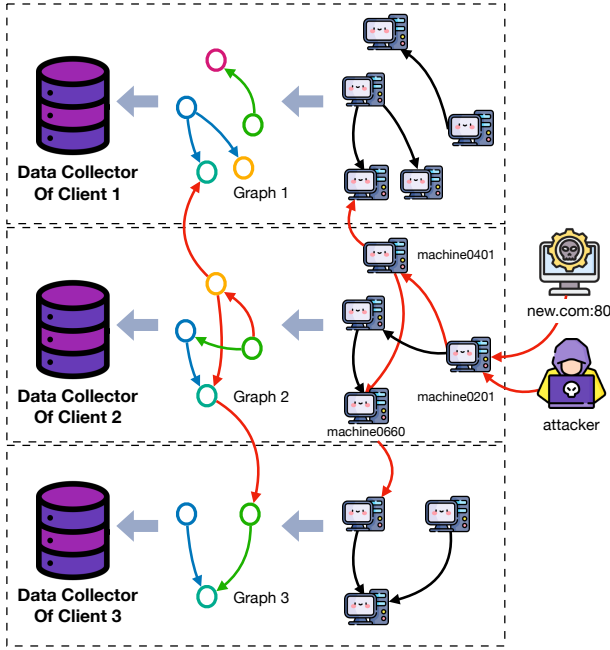 Data Collector
Of Client 1
Graph 1
machine0401
new.com:80
Data Collector
Of Client 2
Graph 2
machine0201
machine0660
attacker
Data Collector
Of Client 3
Graph 3